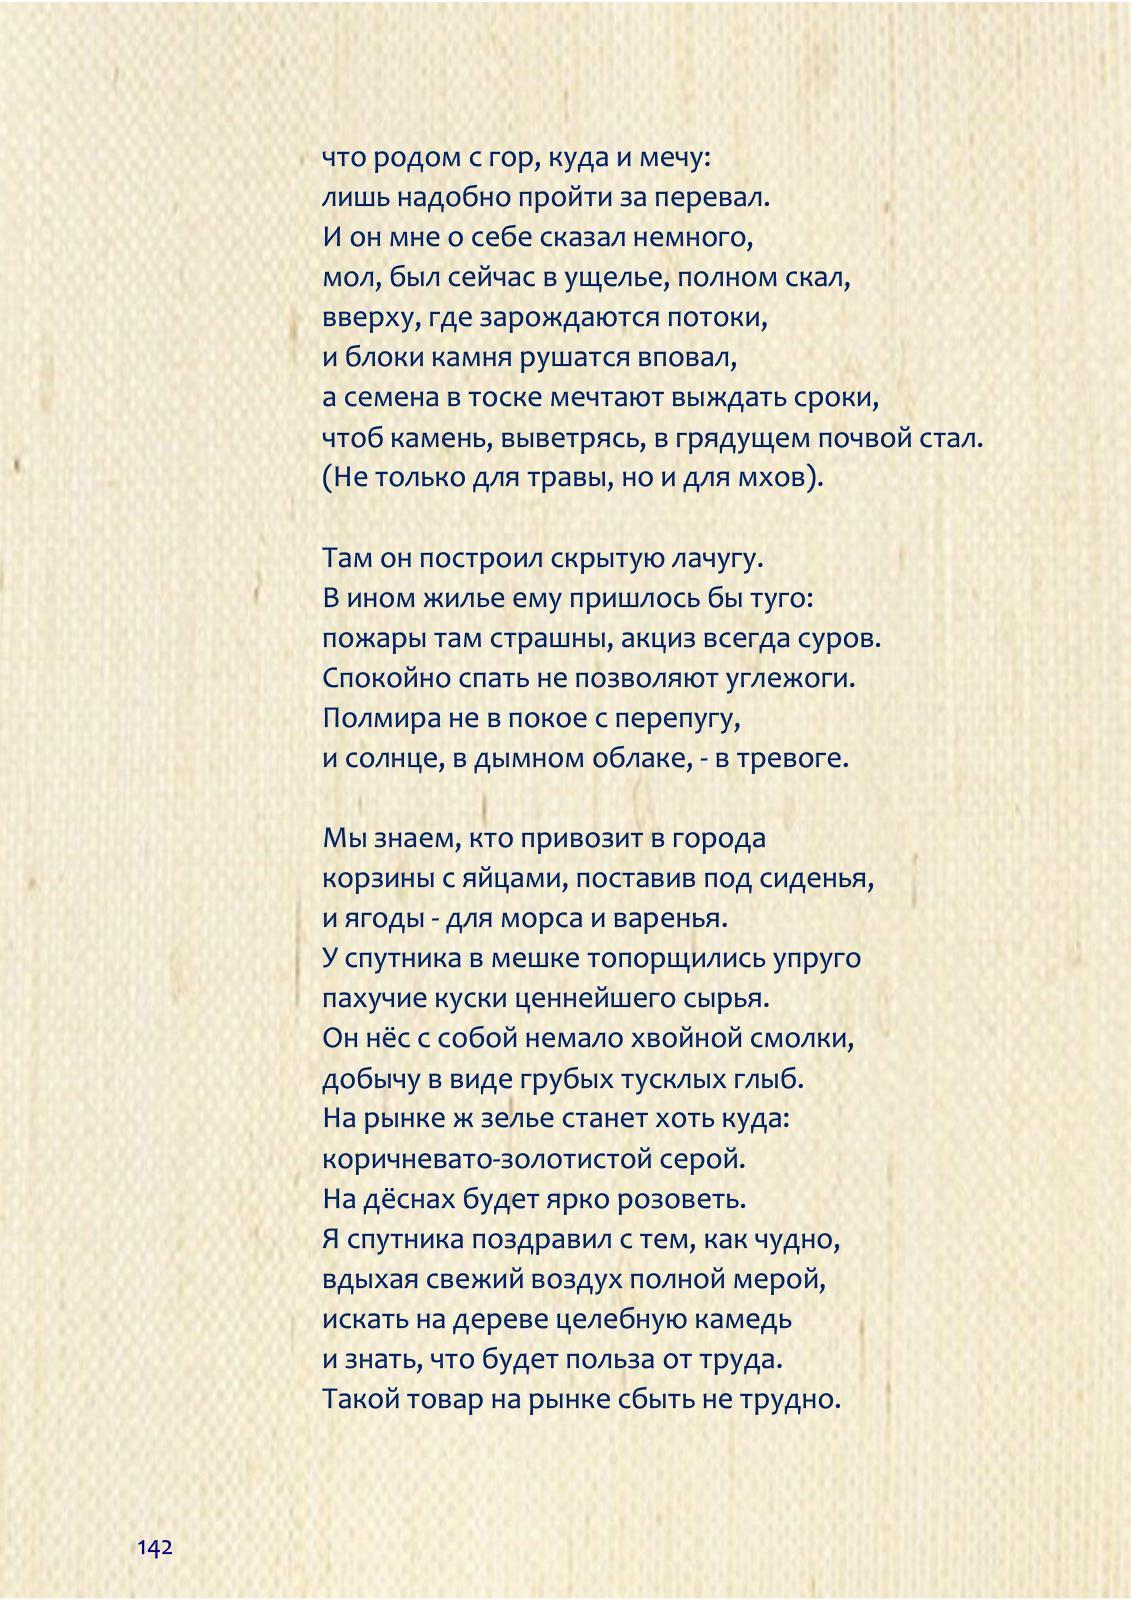 что родом с гор, куда и мечу:
лишь надобно пройти за перевал.
И он мне о себе сказал немного,
мол, был сейчас в ущелье, полном скал,
вверху, где зарождаются потоки,
и блоки камня рушатся вповал,
а семена в тоске мечтают выждать сроки,
чтоб камень, выветрясь, в грядущем почвой стал.
(Не только для травы, но и для мхов).

Там он построил скрытую лачугу.
В ином жилье ему пришлось бы туго:
пожары там страшны, акциз всегда суров.
Спокойно спать не позволяют углежоги.
Полмира не в покое с перепугу,
и солнце, в дымном облаке, - в тревоге.

Мы знаем, кто привозит в города
корзины с яйцами, поставив под сиденья,
и ягоды - для морса и варенья.
У спутника в мешке топорщились упруго
пахучие куски ценнейшего сырья.
Он нёс с собой немало хвойной смолки,
добычу в виде грубых тусклых глыб.
На рынке ж зелье станет хоть куда:
коричневато-золотистой серой.
На дёснах будет ярко розоветь.
Я спутника поздравил с тем, как чудно,
вдыхая свежий воздух полной мерой,
искать на дереве целебную камедь
и знать, что будет польза от труда.
Такой товар на рынке сбыть не трудно.

142